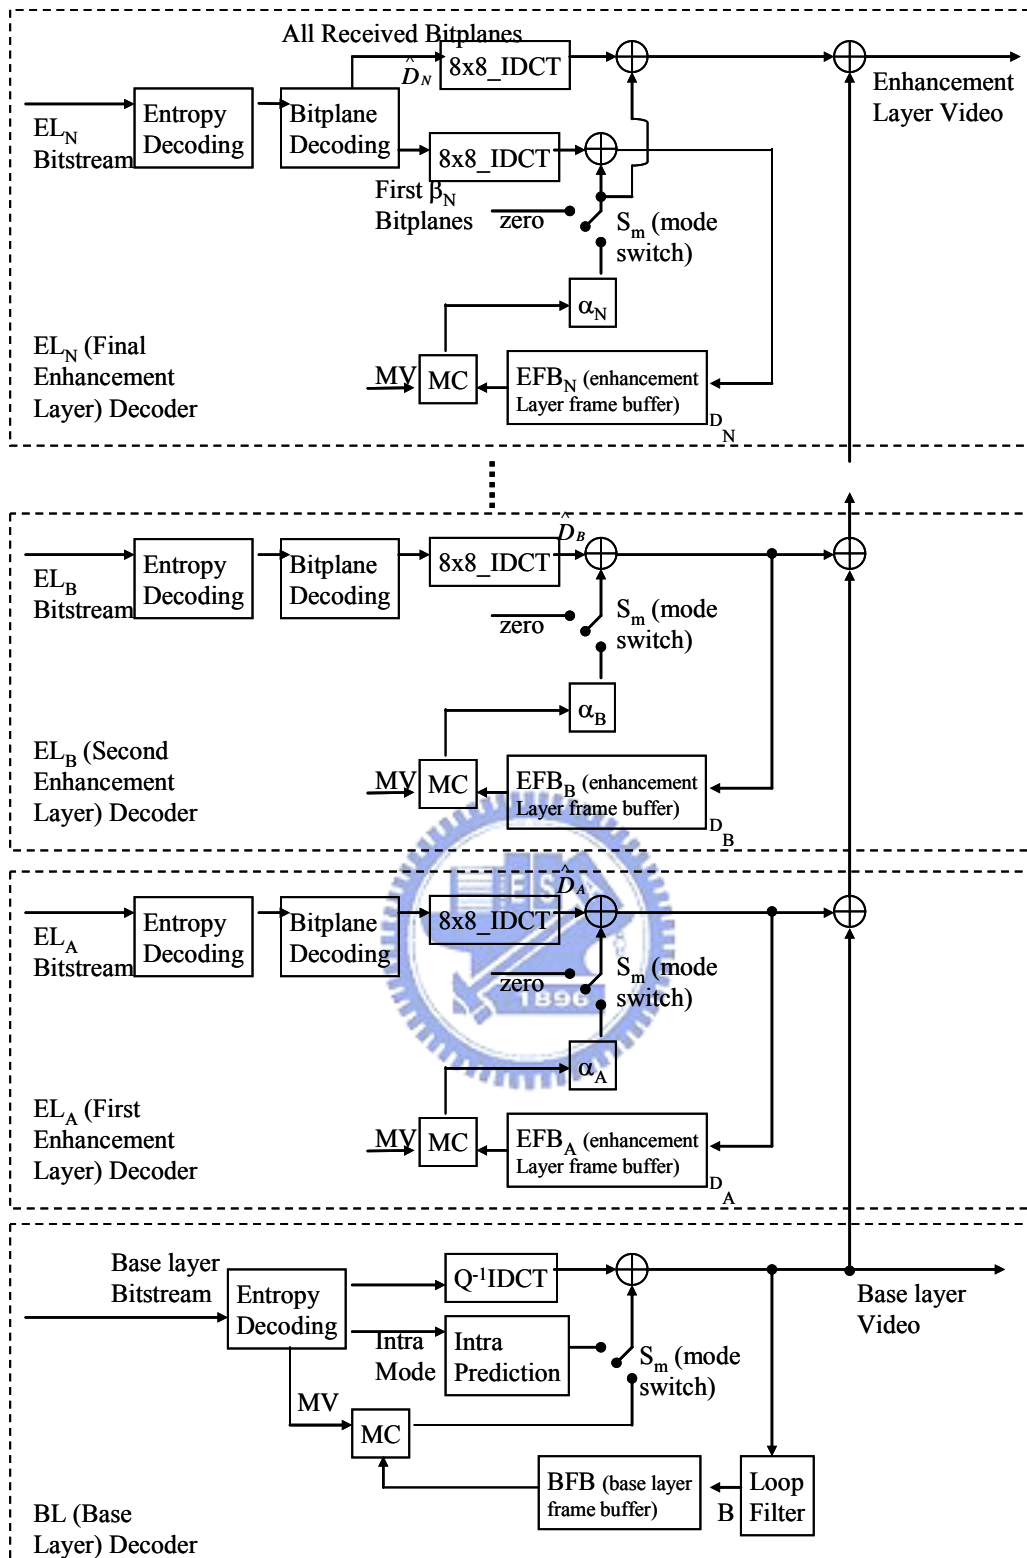 All Received Bitplanes
D̂N
8x8_IDCT
Enhancement
Layer Video
ELN
Bitstream
Entropy
Decoding
Bitplane
Decoding
8x8_IDCT
First βN
Bitplanes
zero
Sm (mode
switch)
αN
ELN (Final
Enhancement
Layer) Decoder
MV
MC
EFBN (enhancement
Layer frame buffer)
DN
D̂B
ELB
Bitstream
Entropy
Decoding
Bitplane
Decoding
8x8_IDCT
zero
Sm (mode
switch)
αB
ELB (Second
Enhancement
Layer) Decoder
MV
MC
EFBB (enhancement
Layer frame buffer)
DB
D̂A
ELA
Bitstream
Entropy
Decoding
Bitplane
Decoding
8x8_IDCT
ES
zero
Sm (mode
switch)
1896
αA
ELA (First
Enhancement
Layer) Decoder
MV
MC
EFBA (enhancement
Layer frame buffer)
DA
Base layer
Bitstream
Entropy
Decoding
Q-1IDCT
Base layer
Video
Intra
Mode
Intra
Prediction
Sm (mode
switch)
MV
MC
BFB (base layer
frame buffer)
B
Loop
Filter
BL (Base
Layer) Decoder